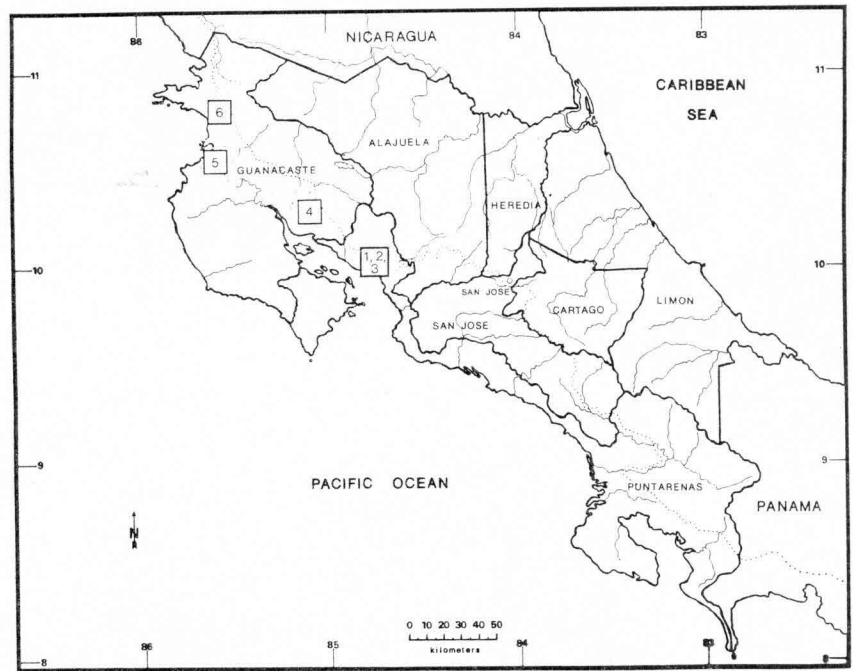 86
84
83
NICARAGUA
11
11
CARIBBEAN
SEA
6
ALAJUELA
5
GUANACASTE
4
HEREDIA
1, 2,
3
10
10
SAN JOSE
CARTAGO
LIMON
SAN JOSE
9
9
PACIFIC OCEAN
PUNTARENAS
PANAMA
N
0 10 20 30 40 50
kilometers
8
8
86
85
84
83